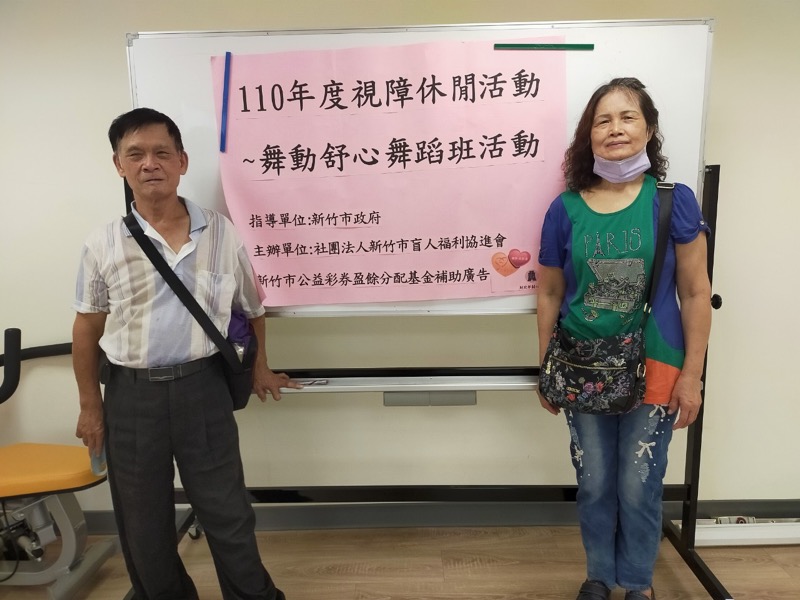 110年度視障休閒活動
~舞動舒心舞蹈班活動
指導單位:新竹市政府
主辦單位:社團法人新竹市盲人福利協進會
新竹市公益彩券盈餘分配基金補助廣告
PARIS